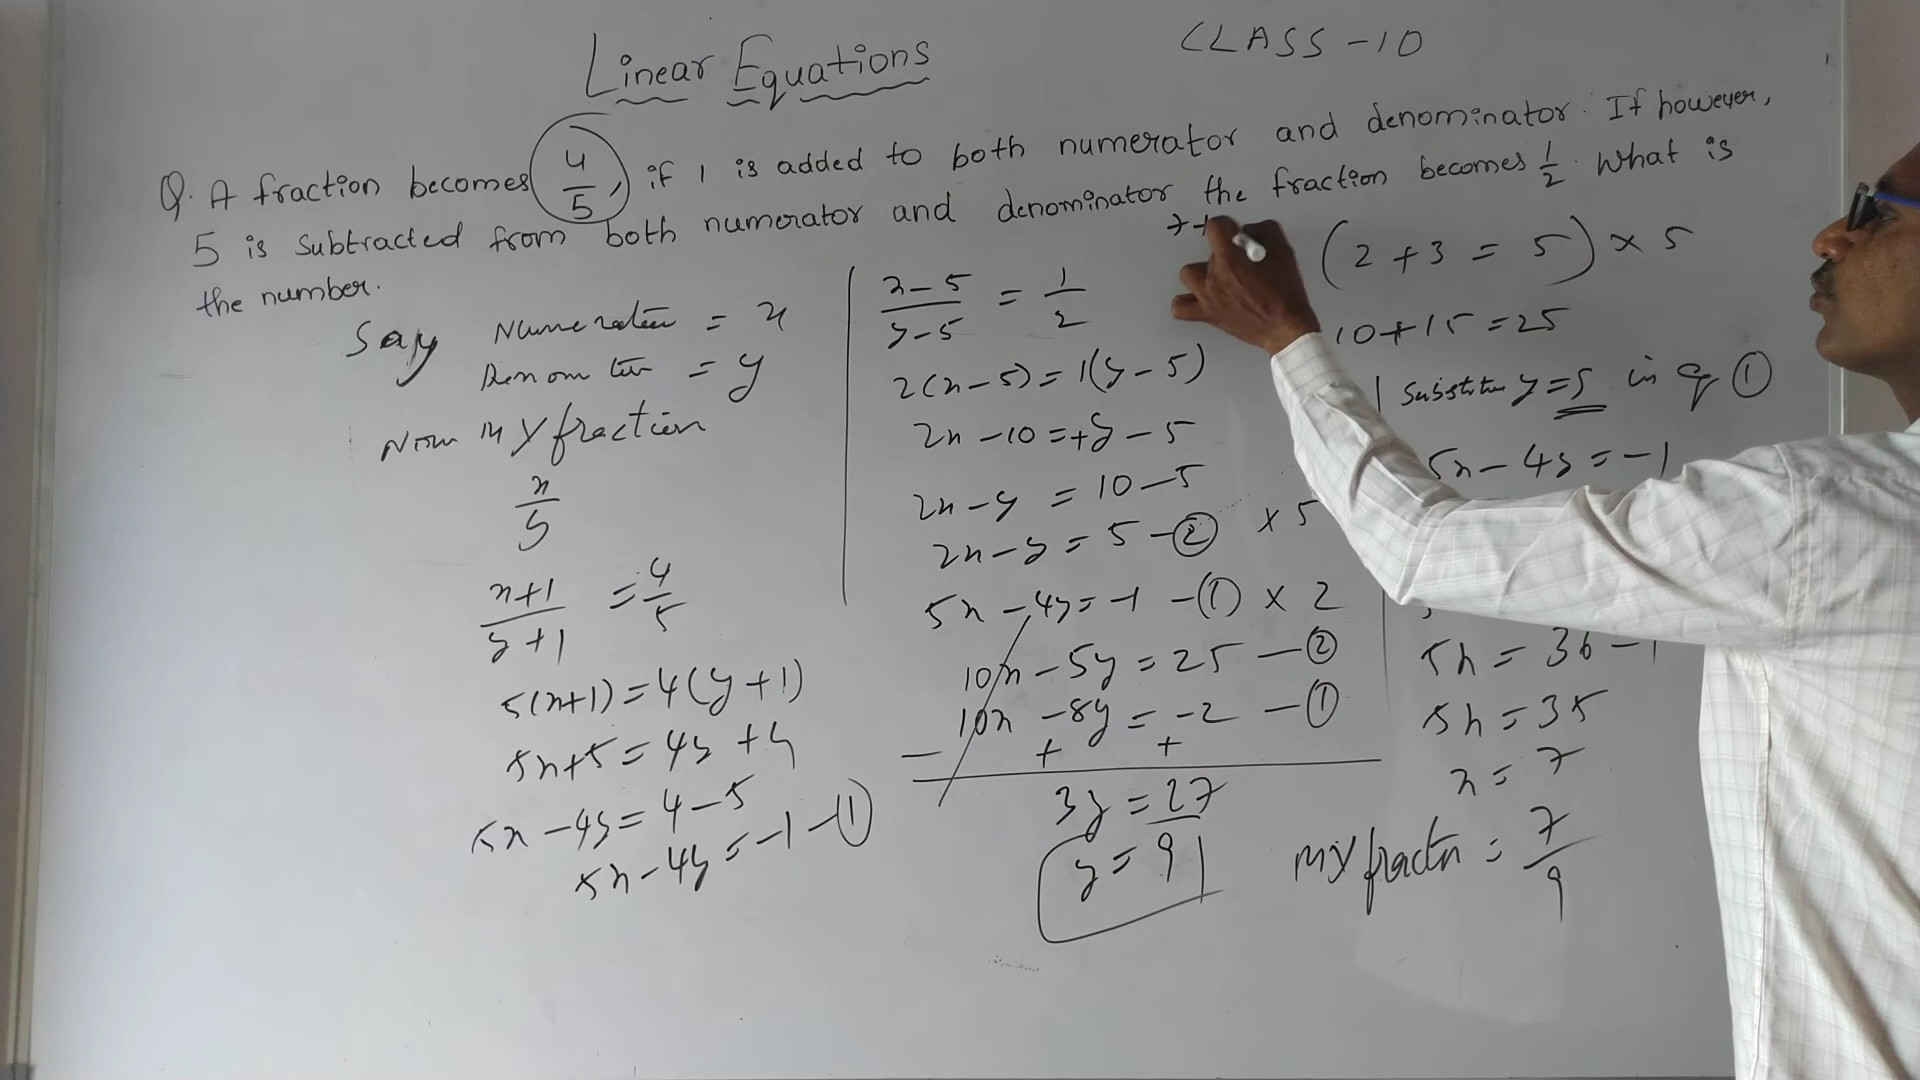 Linear Equations
CLASS-10
Q. A fraction becomes 4/5, if 1 is added to both numerator and denominator. If however,
5 is subtracted from both numerator and denominator the fraction becomes 1/2. What is
the number.
Say Numerator = x
= y
Now my fraction
x/y
(x+1)/(y+1) = 4/5
5(x+1) = 4(y+1)
5x+5 = 4y+4
5x-4y = 4-5
5x-4y = -1 -①
(x-5)/(y-5) = 1/2
2(x-5) = 1(y-5)
2x-10 = +y-5
2x-y = 10-5
2x-y = 5 -② × 5
5x-4y = -1 -① × 2
10x-5y = 25 -②
10x-8y = -2 -①
- + +
3y = 27
y = 9
7+
(2+3 = 5) × 5
10+15 = 25
in eq ①
5x-4y = -1
5x = 36-1
5x = 35
x = 7
my fractn = 7/9